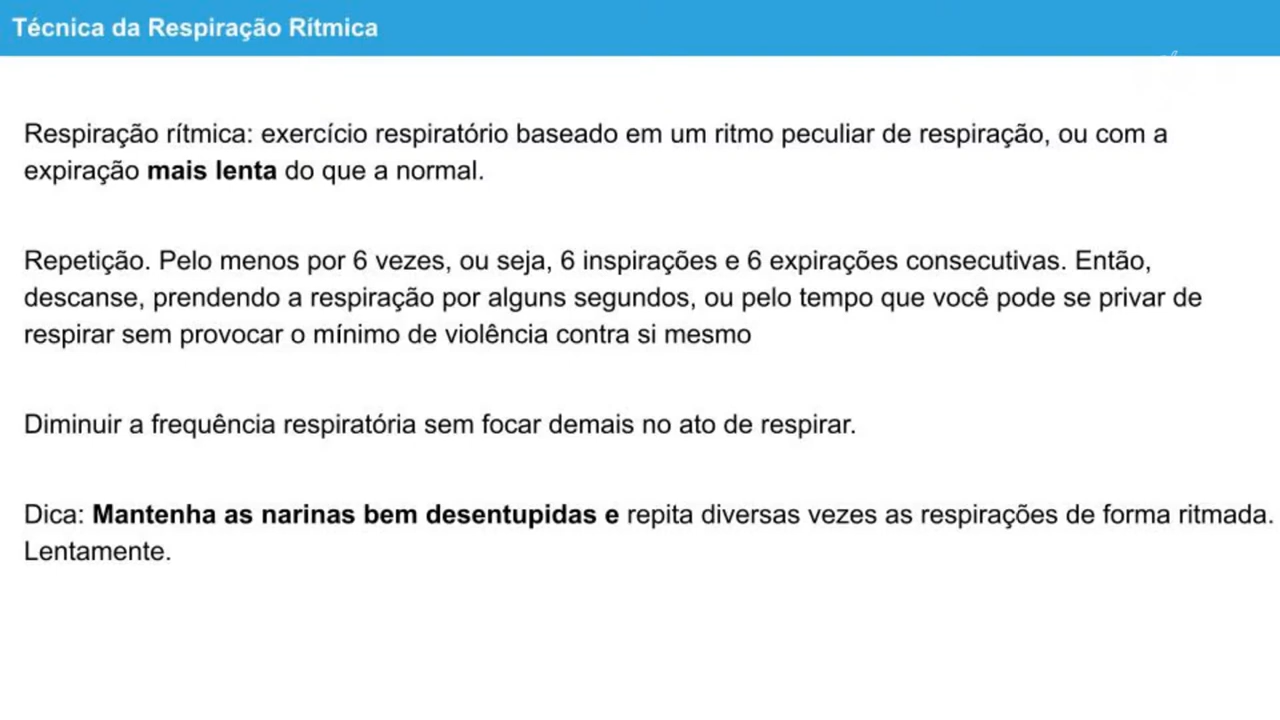 Técnica da Respiração Rítmica
Respiração rítmica: exercício respiratório baseado em um ritmo peculiar de respiração, ou com a
expiração mais lenta do que a normal.
Repetição. Pelo menos por 6 vezes, ou seja, 6 inspirações e 6 expirações consecutivas. Então,
descanse, prendendo a respiração por alguns segundos, ou pelo tempo que você pode se privar de
respirar sem provocar o mínimo de violência contra si mesmo
Diminuir a frequência respiratória sem focar demais no ato de respirar.
Dica: Mantenha as narinas bem desentupidas e repita diversas vezes as respirações de forma ritmada.
Lentamente.